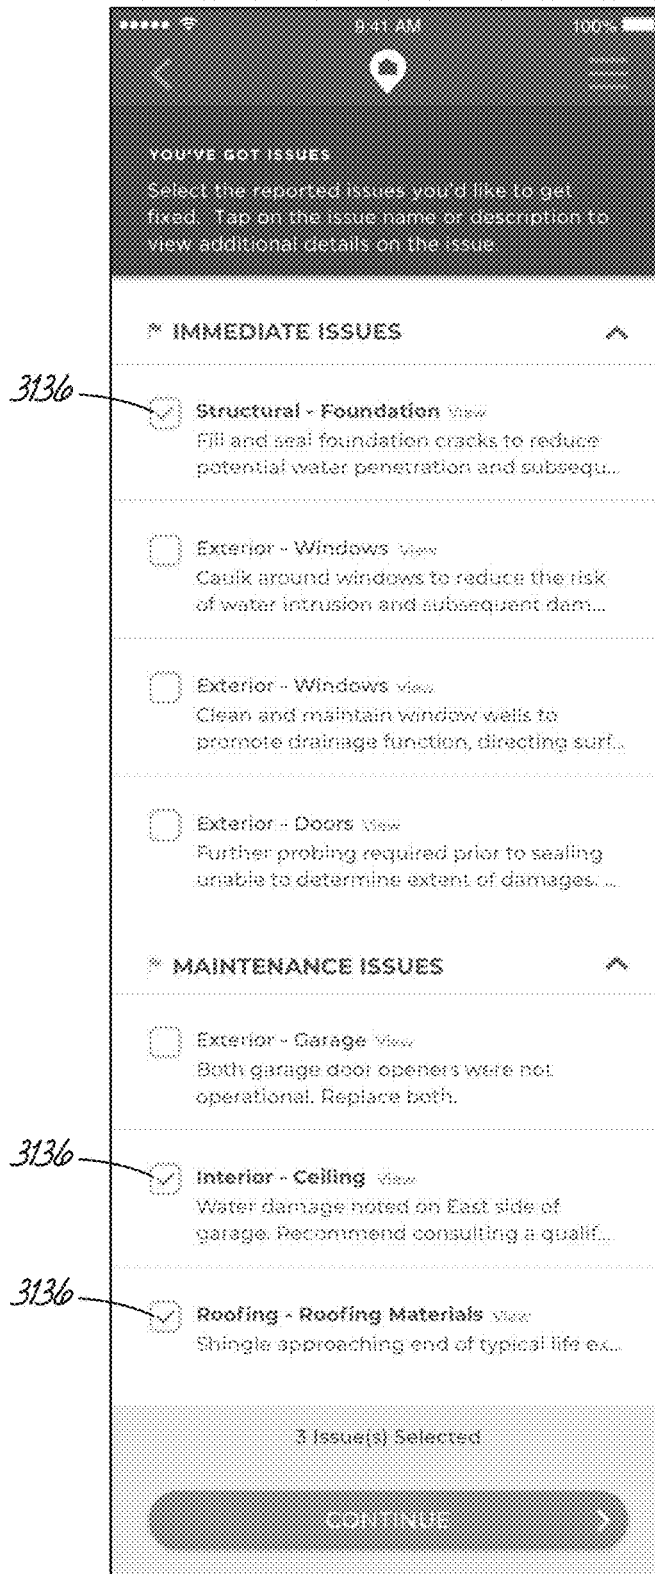 9:41 AM 100%
YOU'VE GOT ISSUES
Select the reported issues you'd like to get
fixed. Tap on the issue name or description to
view additional details on the issue.
IMMEDIATE ISSUES
3136
Structural - Foundation View
Fill and seal foundation cracks to reduce
potential water penetration and subsequ...
Exterior - Windows View
Caulk around windows to reduce the risk
of water intrusion and subsequent dam...
Exterior - Windows View
Clean and maintain window wells to
promote drainage function, directing surf...
Exterior - Doors View
Further probing required prior to sealing
unable to determine extent of damages. ...
MAINTENANCE ISSUES
Exterior - Garage View
Both garage door openers were not
operational. Replace both.
3136
Interior - Ceiling View
Water damage noted on East side of
garage. Recommend consulting a qualif...
3136
Roofing - Roofing Materials View
Shingle approaching end of typical life ex...
3 Issue(s) Selected
CONTINUE